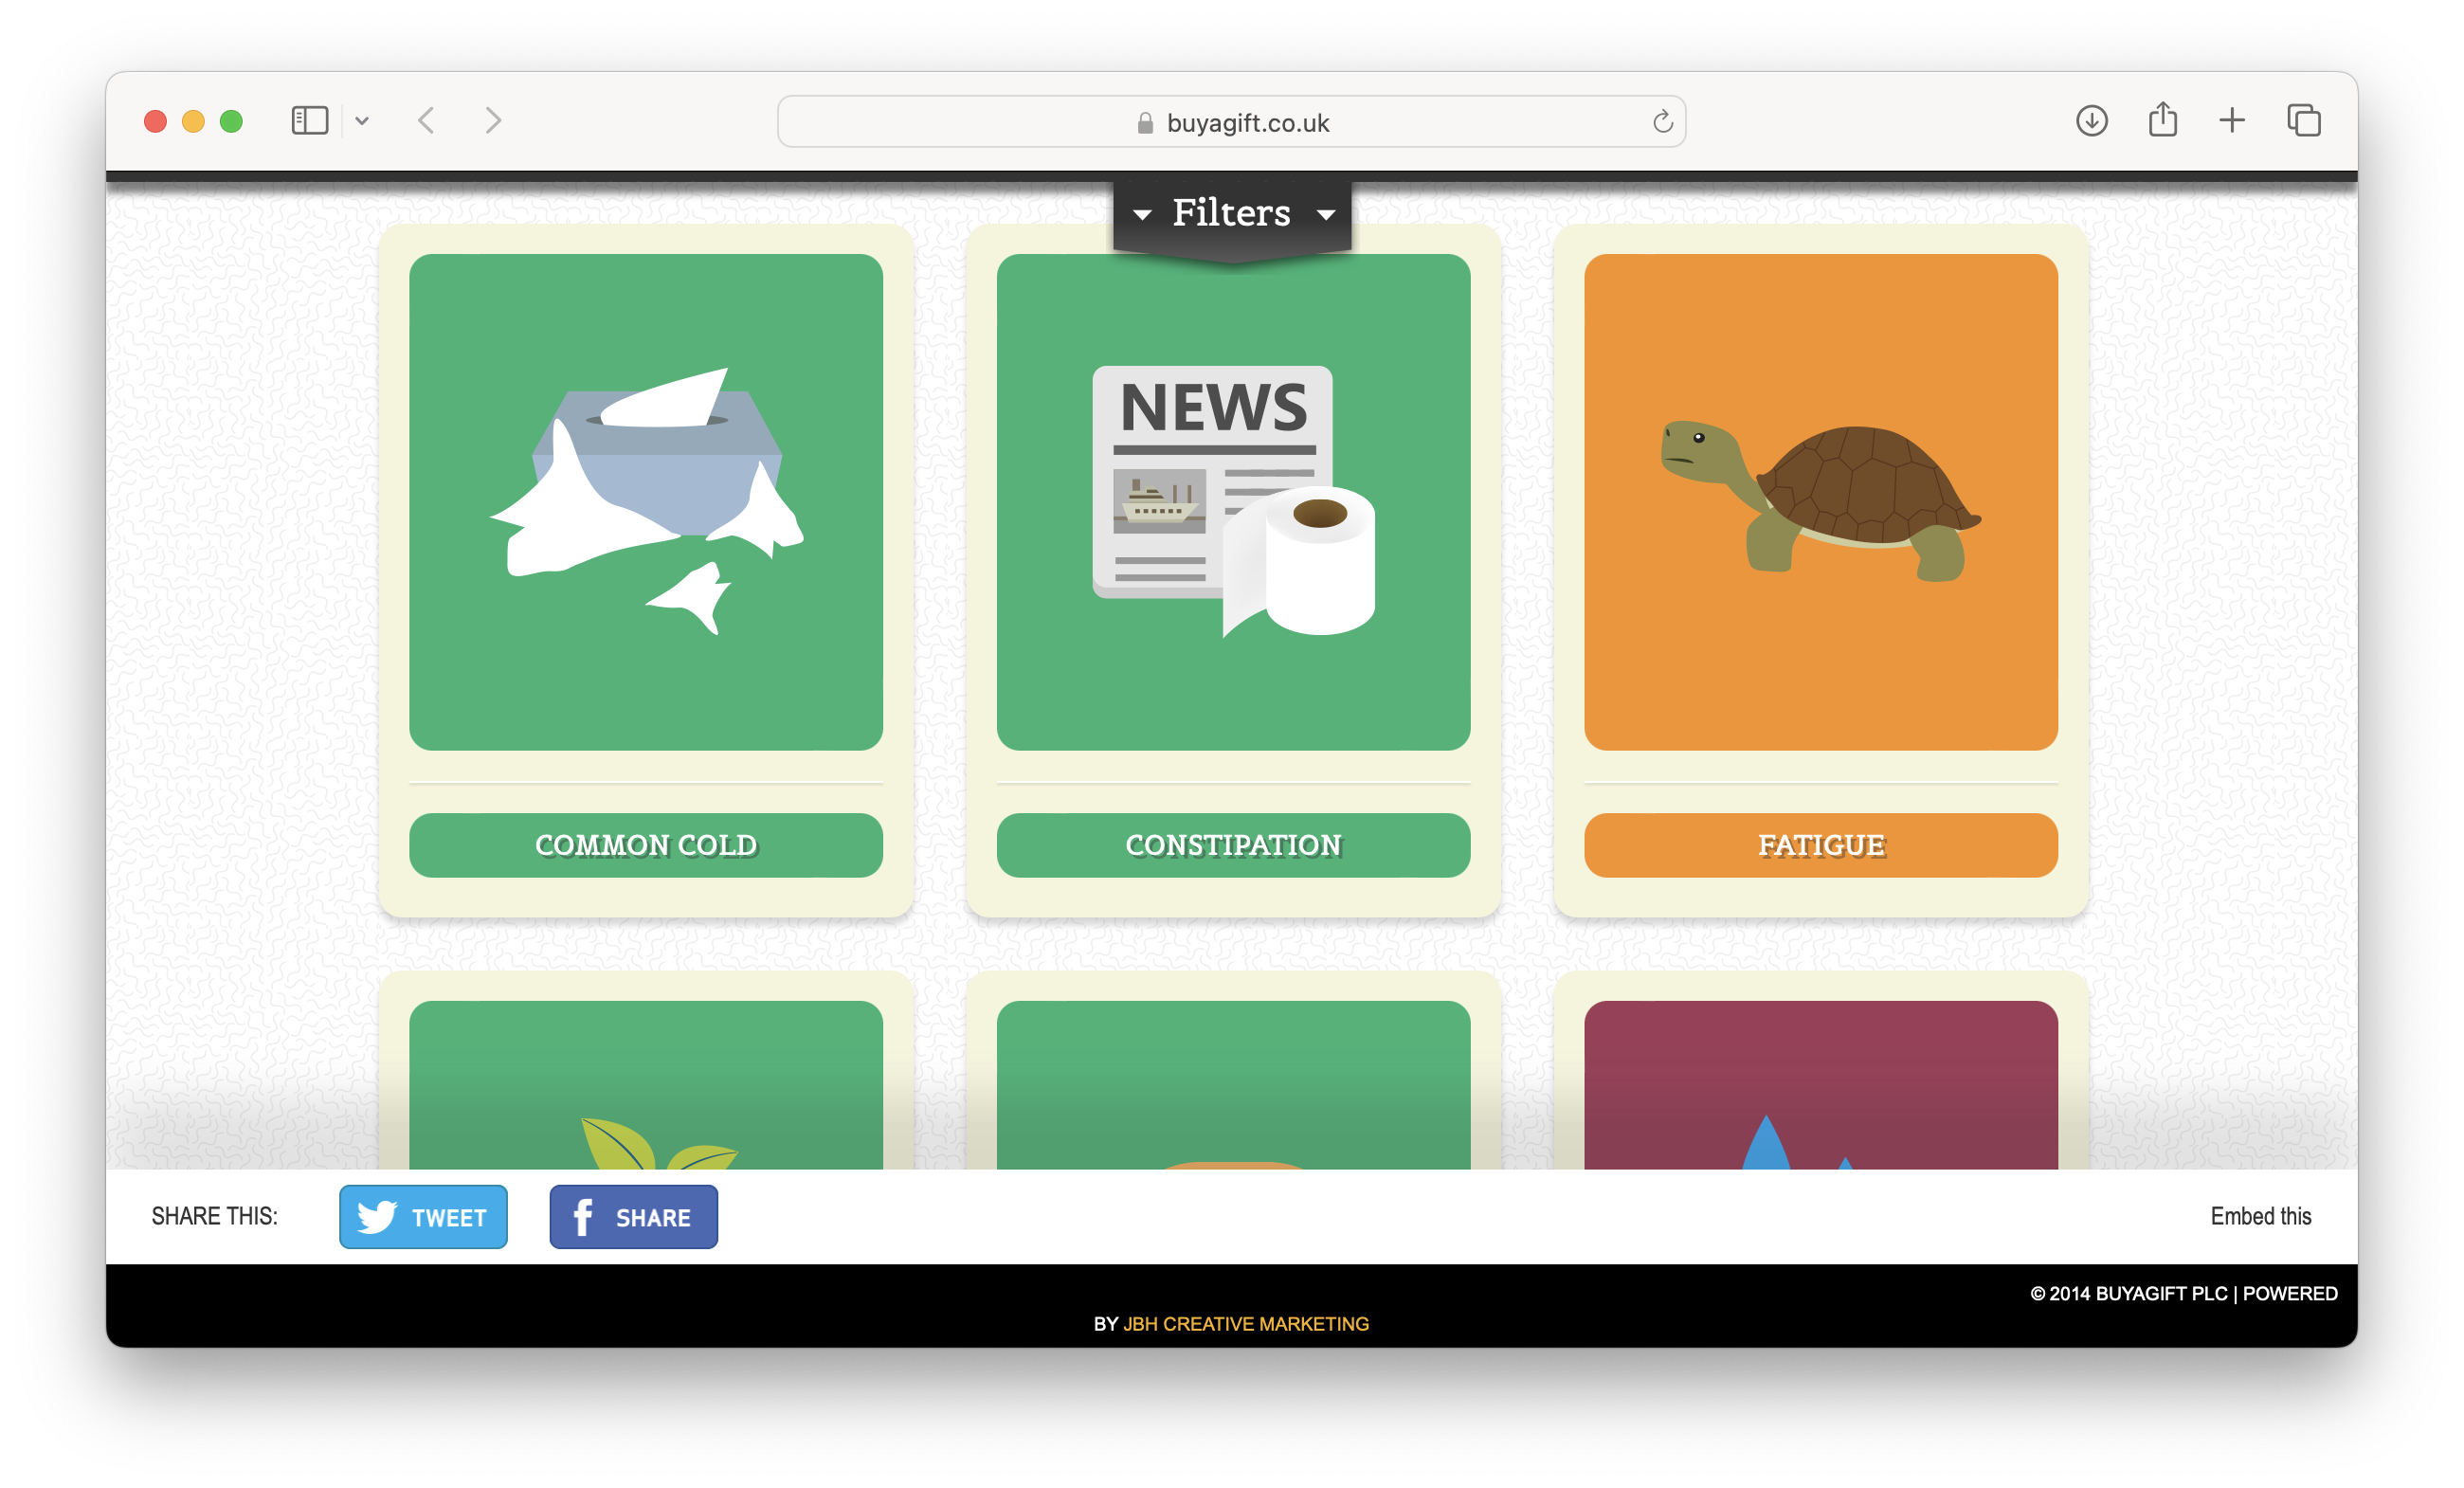 buyagift.co.uk
Filters
NEWS
COMMON COLD
CONSTIPATION
FATIGUE
SHARE THIS:
TWEET
SHARE
Embed this
© 2014 BUYAGIFT PLC | POWERED
BY JBH CREATIVE MARKETING